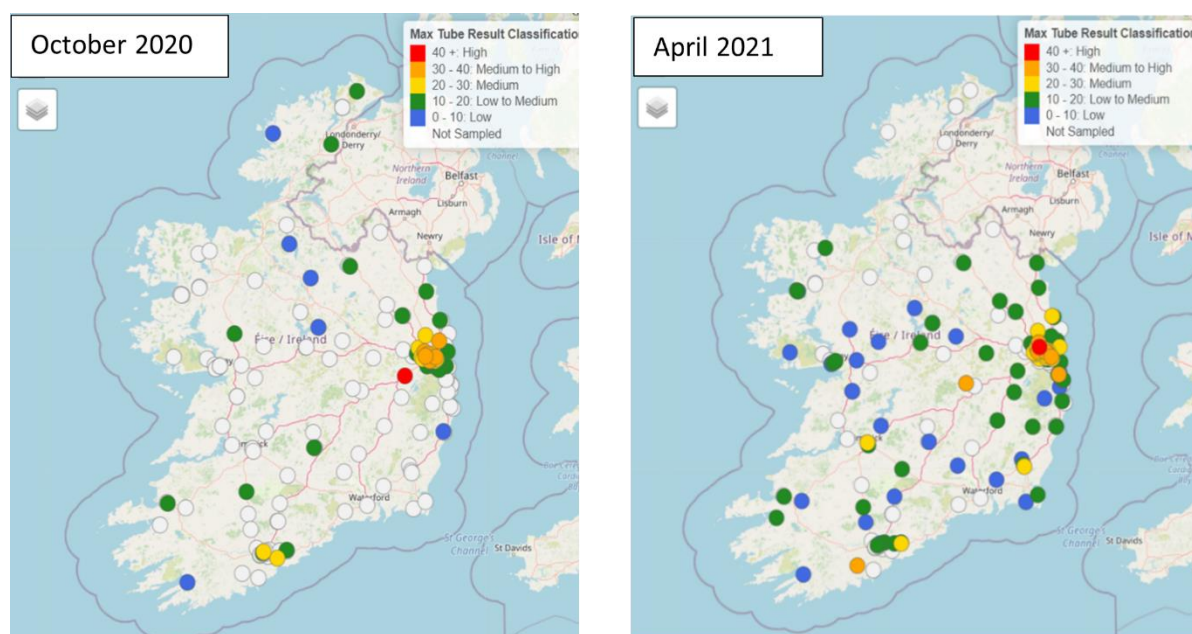 October 2020
Max Tube Result Classificatio
40 +: High
30 - 40: Medium to High
20 - 30: Medium
10 - 20: Low to Medium
0 - 10: Low
Not Sampled
Londonderry/
Derry
Channel
Northern
Ireland
Belfast
Lisburn
Armagh
Newry
Isle of M
Éire / Ireland
Waterford
St George's
Channel
St Davids
April 2021
Max Tube Result Classification
40 +: High
30 - 40: Medium to High
20 - 30: Medium
10 - 20: Low to Medium
0 - 10: Low
Not Sampled
Londonderry/
Derry
Channel
Northern
Ireland
Belfast
Lisburn
Armagh
Newry
Isle of M
Éire / Ireland
Waterford
St George's
Channel
St Davids